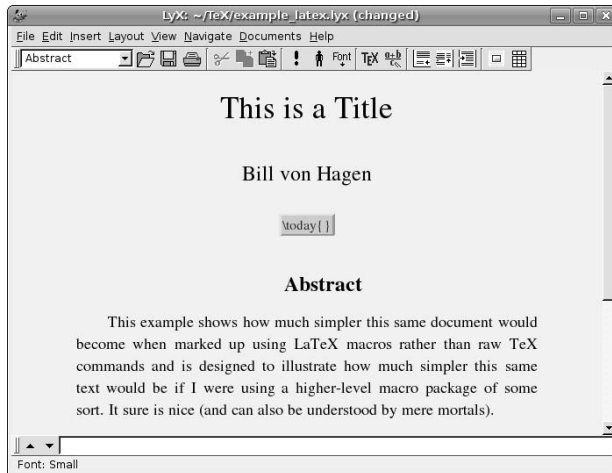 LyX: ~/TeX/example_latex.lyx (changed)
File Edit Insert Layout View Navigate Documents Help
Abstract ! Font TEX a+b c
This is a Title
Bill von Hagen
\today{ }
Abstract
This example shows how much simpler this same document would
become when marked up using LaTeX macros rather than raw TeX
commands and is designed to illustrate how much simpler this same
text would be if I were using a higher-level macro package of some
sort. It sure is nice (and can also be understood by mere mortals).
Font: Small